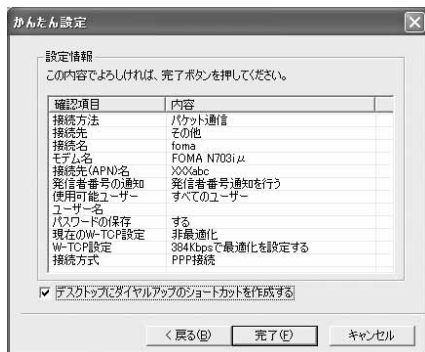 かんたん設定
設定情報
この内容でよろしければ、完了ボタンを押してください。
確認項目 内容
接続方法 パケット通信
接続先 その他
接続名 foma
モデム名 FOMA N703iμ
接続先(APN)名 XXXabc
発信者番号の通知 発信者番号通知を行う
使用可能ユーザー すべてのユーザー
ユーザー名
パスワードの保存 する
現在のW-TCP設定 非最適化
W-TCP設定 384Kbpsで最適化を設定する
接続方式 PPP接続
デスクトップにダイヤルアップのショートカットを作成する
< 戻る(B) 完了(F) キャンセル